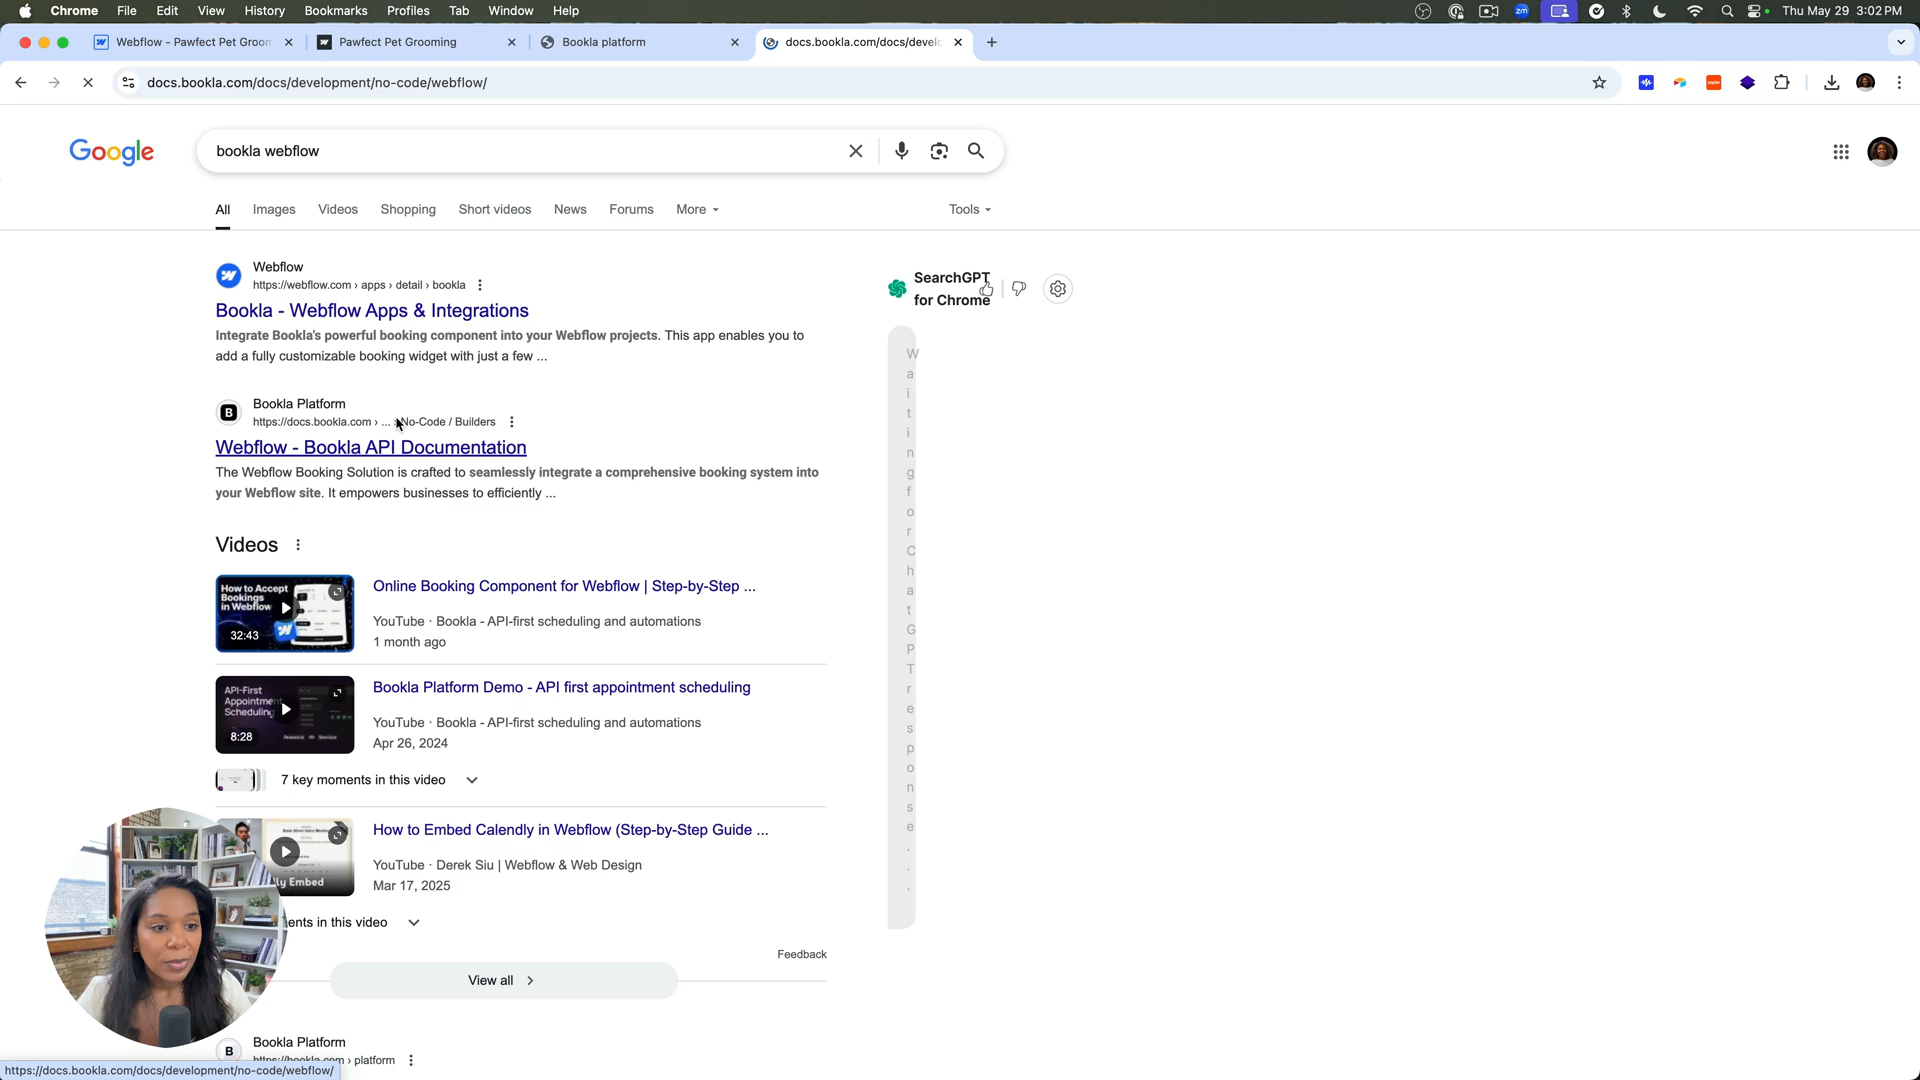 Chrome File Edit View History Bookmarks Profiles Tab Window Help
zm
Thu May 29 3:02 PM
Webflow - Pawfect Pet Groom
Pawfect Pet Grooming
Bookla platform
docs.bookla.com/docs/develo
docs.bookla.com/docs/development/no-code/webflow/
Google
bookla webflow
All Images Videos Shopping Short videos News Forums More Tools
Webflow
https://webflow.com › apps › detail › bookla
Bookla - Webflow Apps & Integrations
Integrate Bookla's powerful booking component into your Webflow projects. This app enables you to
add a fully customizable booking widget with just a few ...
B
Bookla Platform
https://docs.bookla.com › ... › No-Code / Builders
Webflow - Bookla API Documentation
The Webflow Booking Solution is crafted to seamlessly integrate a comprehensive booking system into
your Webflow site. It empowers businesses to efficiently ...
Videos
How to Accept
Bookings
in Webflow
32:43
Online Booking Component for Webflow | Step-by-Step ...
YouTube · Bookla - API-first scheduling and automations
1 month ago
API-First
Appointment
Scheduling
8:28
Bookla Platform Demo - API first appointment scheduling
YouTube · Bookla - API-first scheduling and automations
Apr 26, 2024
7 key moments in this video
ly Embed
How to Embed Calendly in Webflow (Step-by-Step Guide ...
YouTube · Derek Siu | Webflow & Web Design
Mar 17, 2025
ents in this video
Feedback
View all
B
Bookla Platform
https://bookla.com › platform
https://docs.bookla.com/docs/development/no-code/webflow/
SearchGPT
for Chrome
W
a
i
t
i
n
g
f
o
r
C
h
a
t
G
P
T
r
e
s
p
o
n
s
e
.
.
.